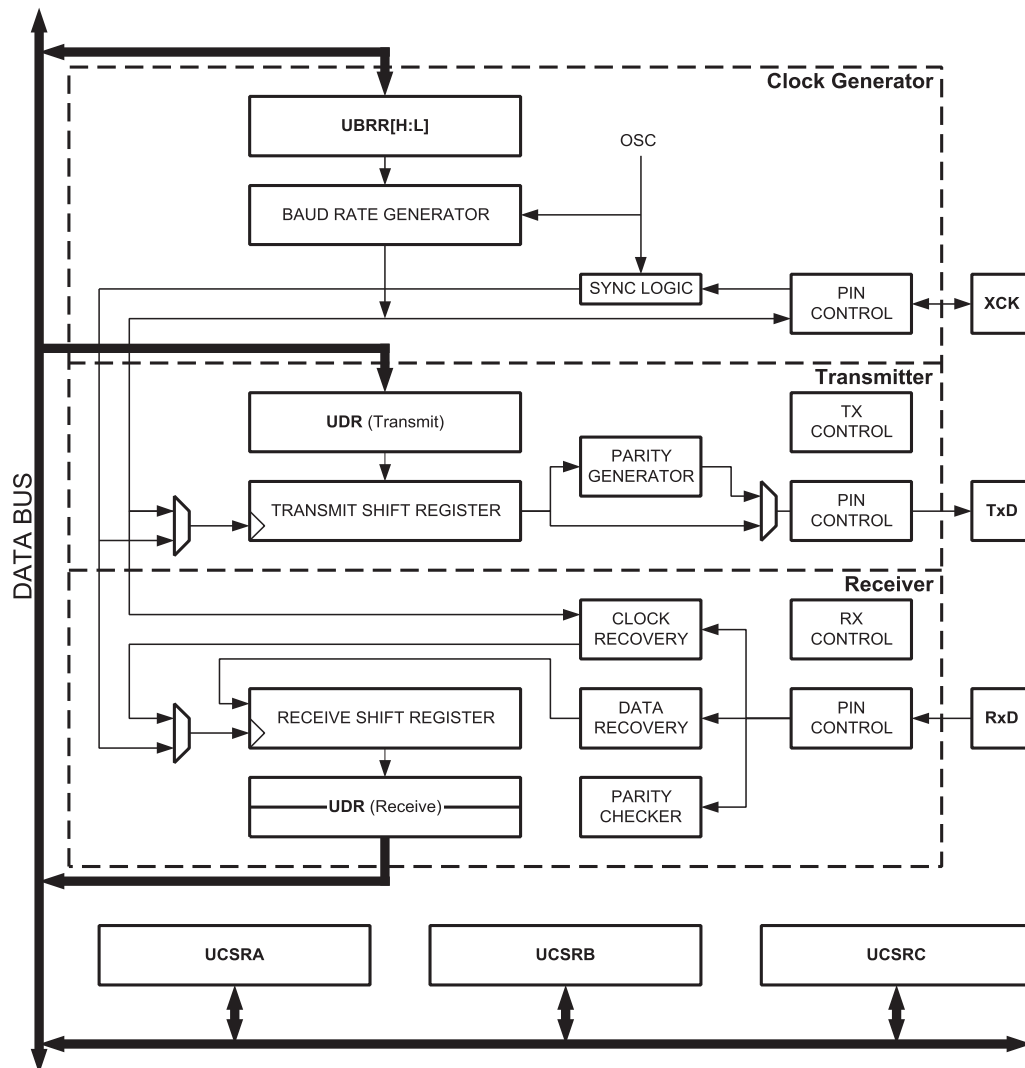 Clock Generator
UBRR[H:L]
OSC
BAUD RATE GENERATOR
SYNC LOGIC
PIN
CONTROL
XCK
Transmitter
UDR (Transmit)
TX
CONTROL
PARITY
GENERATOR
TRANSMIT SHIFT REGISTER
PIN
CONTROL
TxD
DATA BUS
Receiver
CLOCK
RECOVERY
RX
CONTROL
RECEIVE SHIFT REGISTER
DATA
RECOVERY
PIN
CONTROL
RxD
UDR (Receive)
PARITY
CHECKER
UCSRA
UCSRB
UCSRC